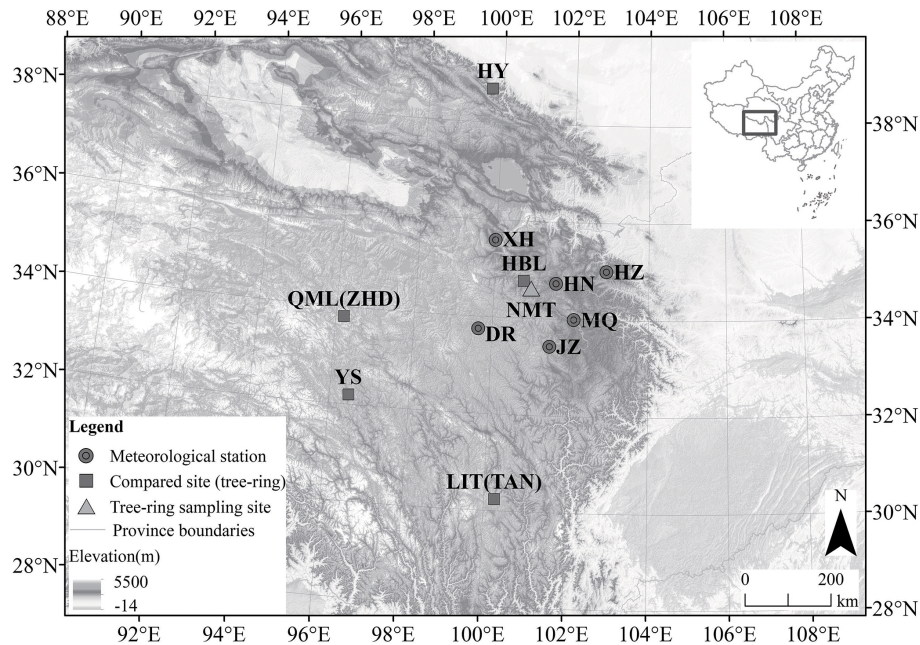 88°E 90°E 92°E 94°E 96°E 98°E 100°E 102°E 104°E 106°E 108°E
38°N
HY
38°N
36°N
36°N
XH
HBL
HZ
34°N
HN
QML(ZHD)
NMT
MQ
34°N
DR
JZ
32°N
YS
32°N
Legend
Meteorological station
30°N
Compared site (tree-ring)
LIT(TAN)
Tree-ring sampling site
N
30°N
Province boundaries
Elevation(m)
28°N
5500
-14
0 200
km
28°N
92°E 94°E 96°E 98°E 100°E 102°E 104°E 106°E 108°E